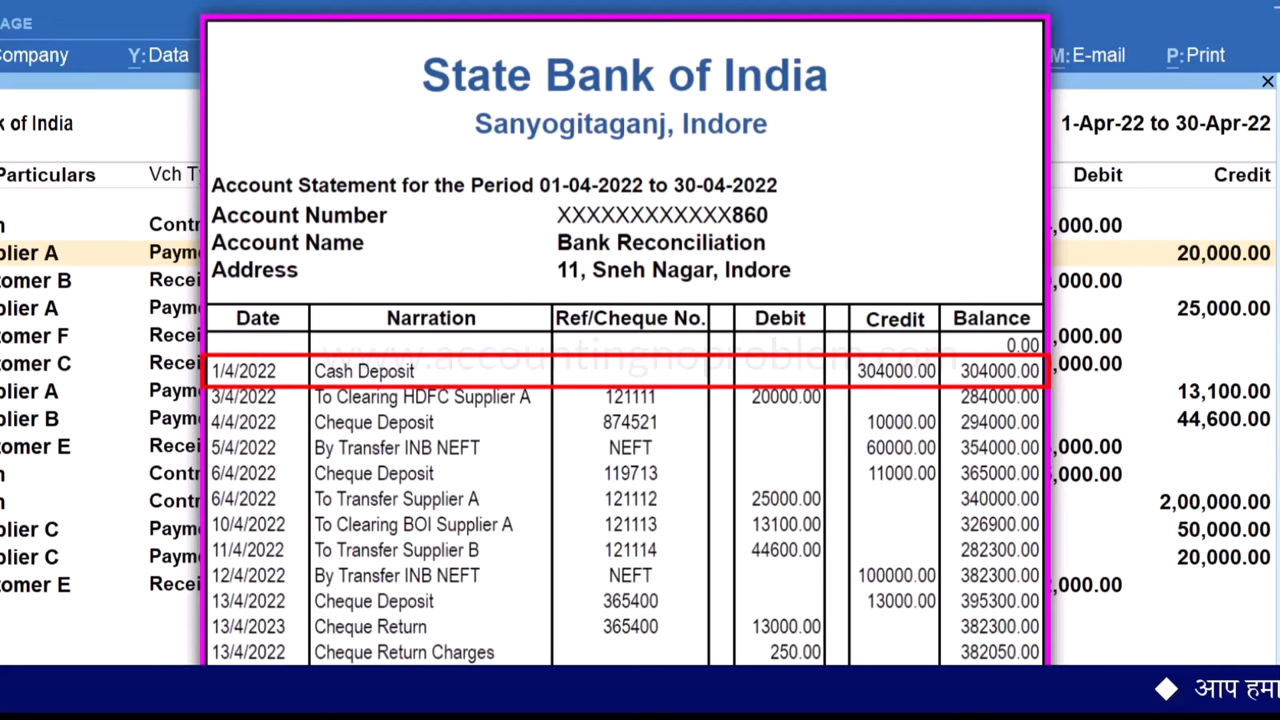 AGE
Company Y: Data M: E-mail P: Print
k of India 1-Apr-22 to 30-Apr-22
Particulars Vch T Debit Credit
State Bank of India
Sanyogitaganj, Indore
Account Statement for the Period 01-04-2022 to 30-04-2022
Account Number XXXXXXXXXXXX860
Account Name Bank Reconciliation
Address 11, Sneh Nagar, Indore
Date Narration Ref/Cheque No. Debit Credit Balance
0.00
1/4/2022 Cash Deposit 304000.00 304000.00
3/4/2022 To Clearing HDFC Supplier A 121111 20000.00 284000.00
4/4/2022 Cheque Deposit 874521 10000.00 294000.00
5/4/2022 By Transfer INB NEFT NEFT 60000.00 354000.00
6/4/2022 Cheque Deposit 119713 11000.00 365000.00
6/4/2022 To Transfer Supplier A 121112 25000.00 340000.00
10/4/2022 To Clearing BOI Supplier A 121113 13100.00 326900.00
11/4/2022 To Transfer Supplier B 121114 44600.00 282300.00
12/4/2022 By Transfer INB NEFT NEFT 100000.00 382300.00
13/4/2022 Cheque Deposit 365400 13000.00 395300.00
13/4/2023 Cheque Return 365400 13000.00 382300.00
13/4/2022 Cheque Return Charges 250.00 382050.00
www.accountingnoproblem.com
n Contr ,000.00
plier A Payme 20,000.00
tomer B Recei ,000.00
plier A Payme 25,000.00
tomer F Recei ,000.00
tomer C Recei ,000.00
plier A Payme 13,100.00
plier B Payme 44,600.00
tomer E Recei ,000.00
n Contr ,000.00
n Contr 2,00,000.00
plier C Payme 50,000.00
plier C Payme 20,000.00
tomer E Recei ,000.00
आप हमा